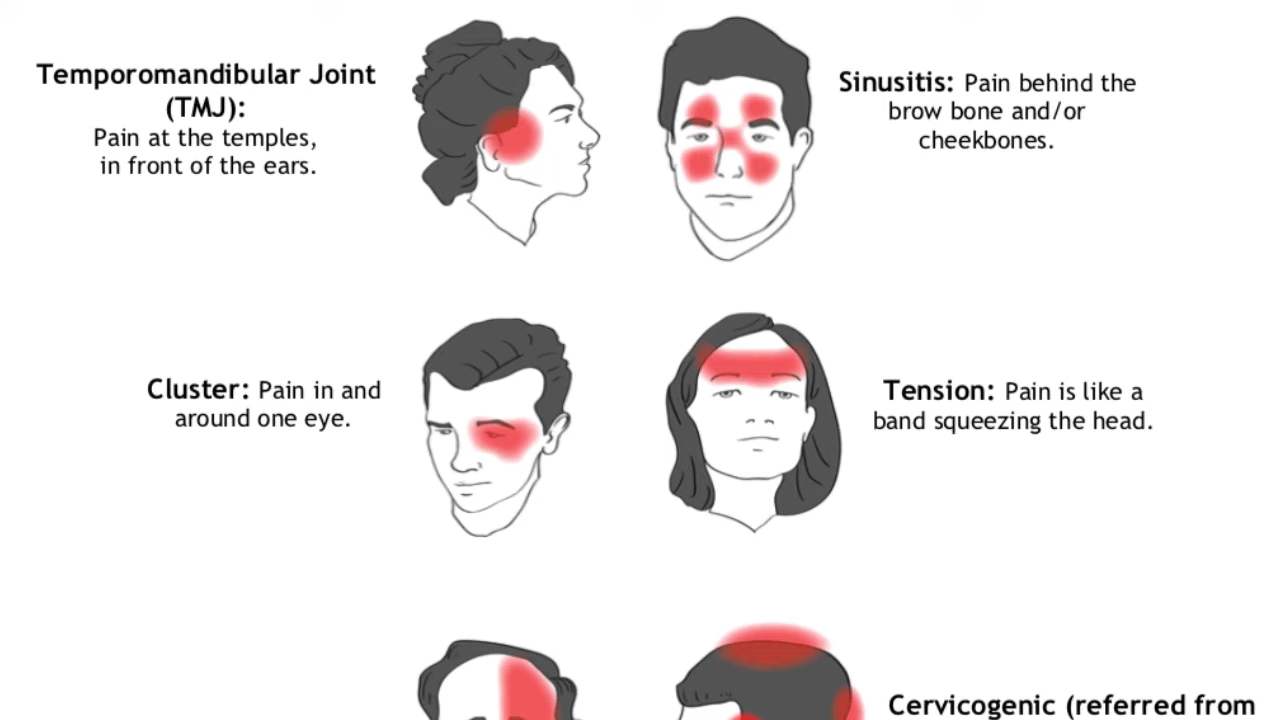 Temporomandibular Joint
(TMJ):
Pain at the temples,
in front of the ears.
Sinusitis: Pain behind the
brow bone and/or
cheekbones.
Cluster: Pain in and
around one eye.
Tension: Pain is like a
band squeezing the head.
Cervicogenic (referred from